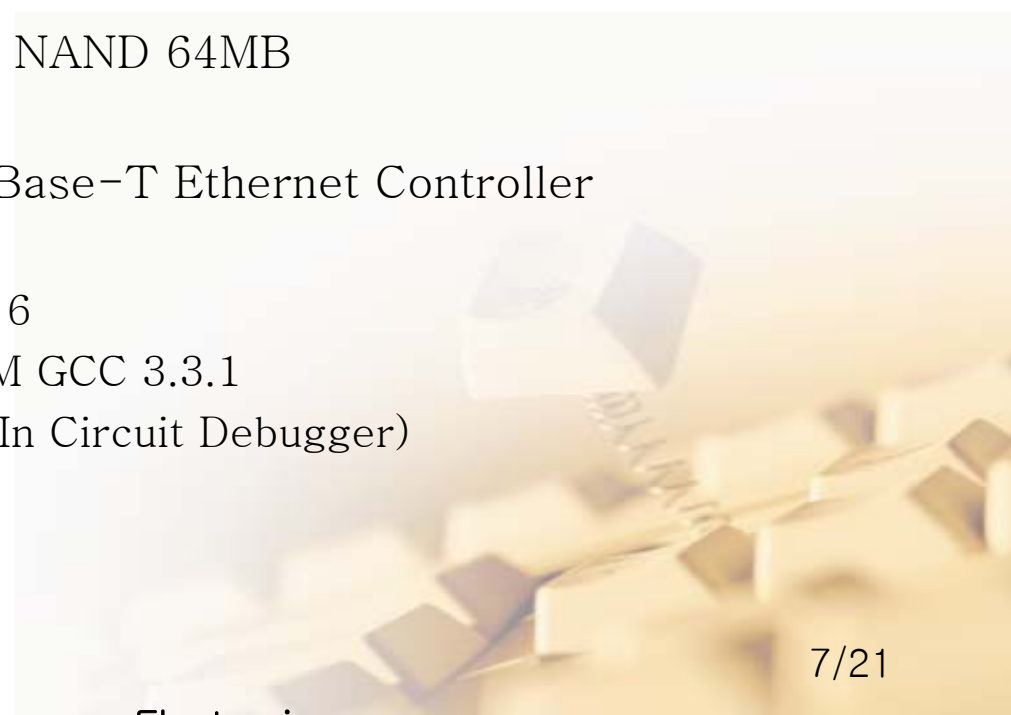 NAND 64MB
Base-T Ethernet Controller
6
M GCC 3.3.1
In Circuit Debugger)
7/21